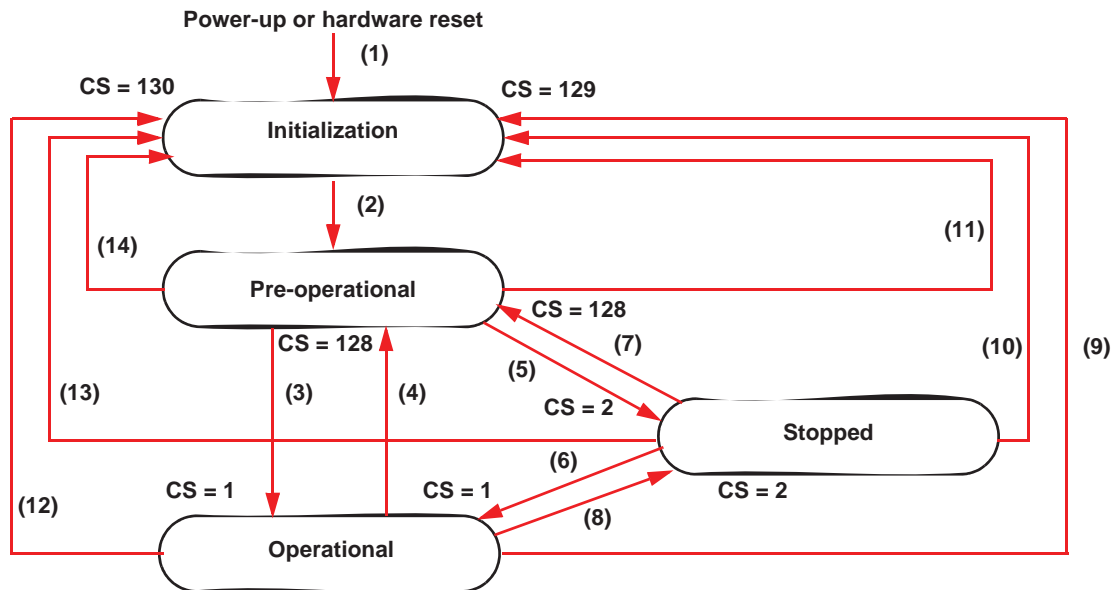 Power-up or hardware reset
(1)
CS = 130
CS = 129
Initialization
(2)
(14)
(11)
Pre-operational
CS = 128
CS = 128
(7)
(10)
(9)
(5)
(13)
(3)
(4)
CS = 2
Stopped
(6)
CS = 1
CS = 1
CS = 2
(12)
(8)
Operational